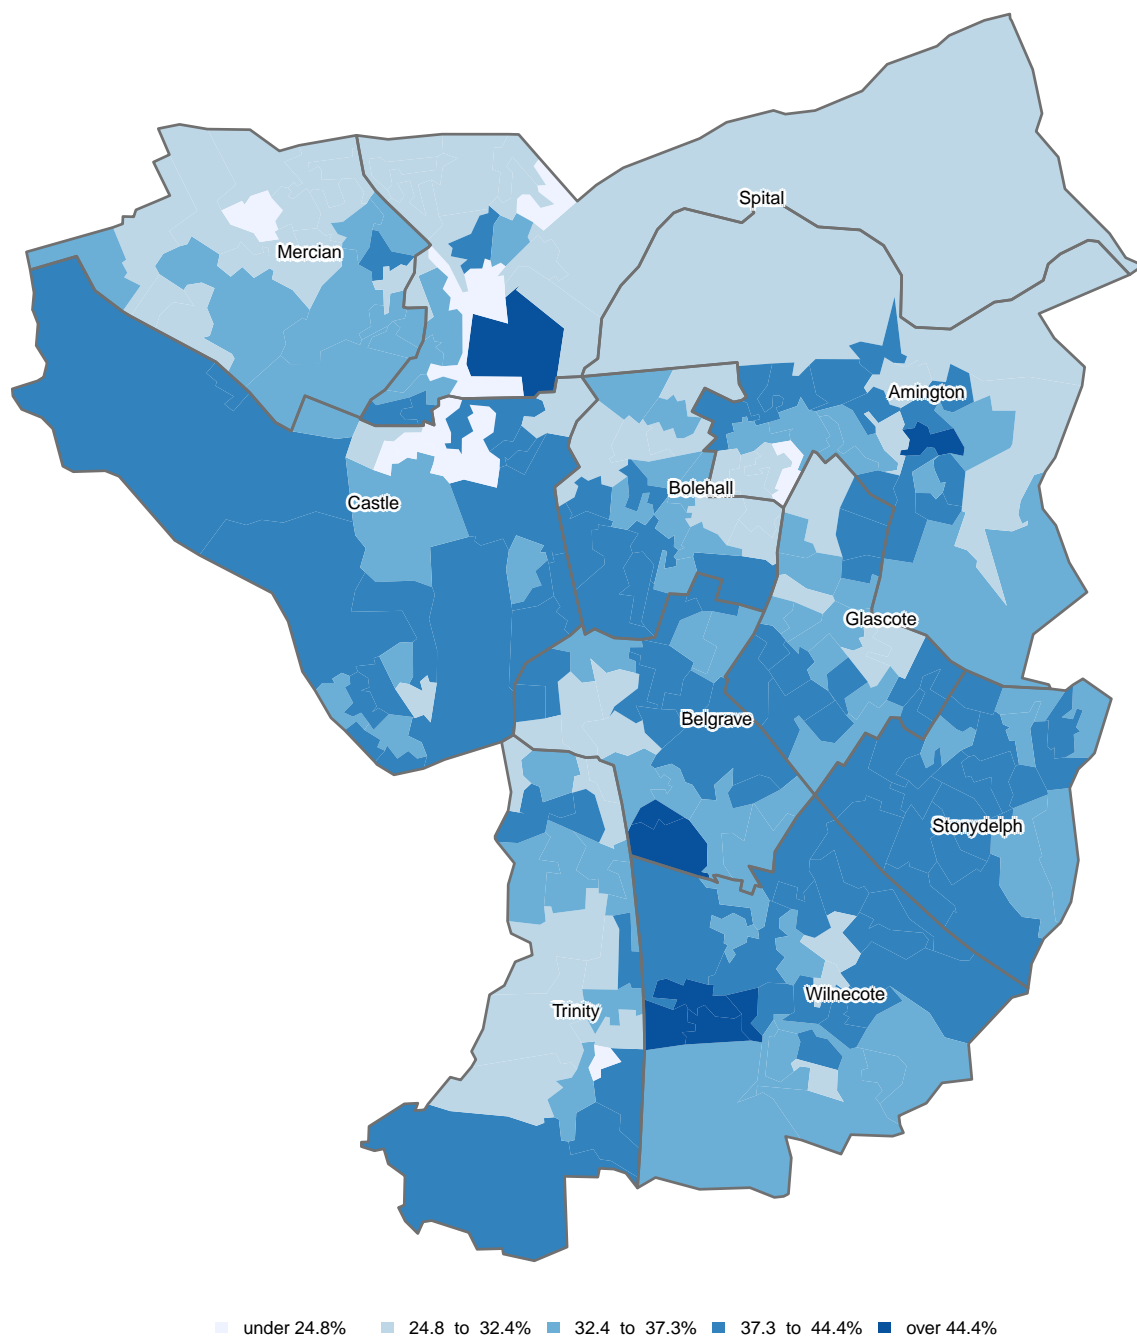 Spital
Mercian
Amington
Bolehall
Castle
Glascote
Belgrave
Stonydelph
Wilnecote
Trinity
under 24.8% 24.8 to 32.4% 32.4 to 37.3% 37.3 to 44.4% over 44.4%